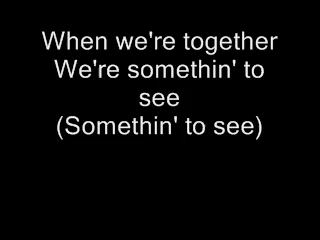 When we're together
We're somethin' to
see
(Somethin' to see)